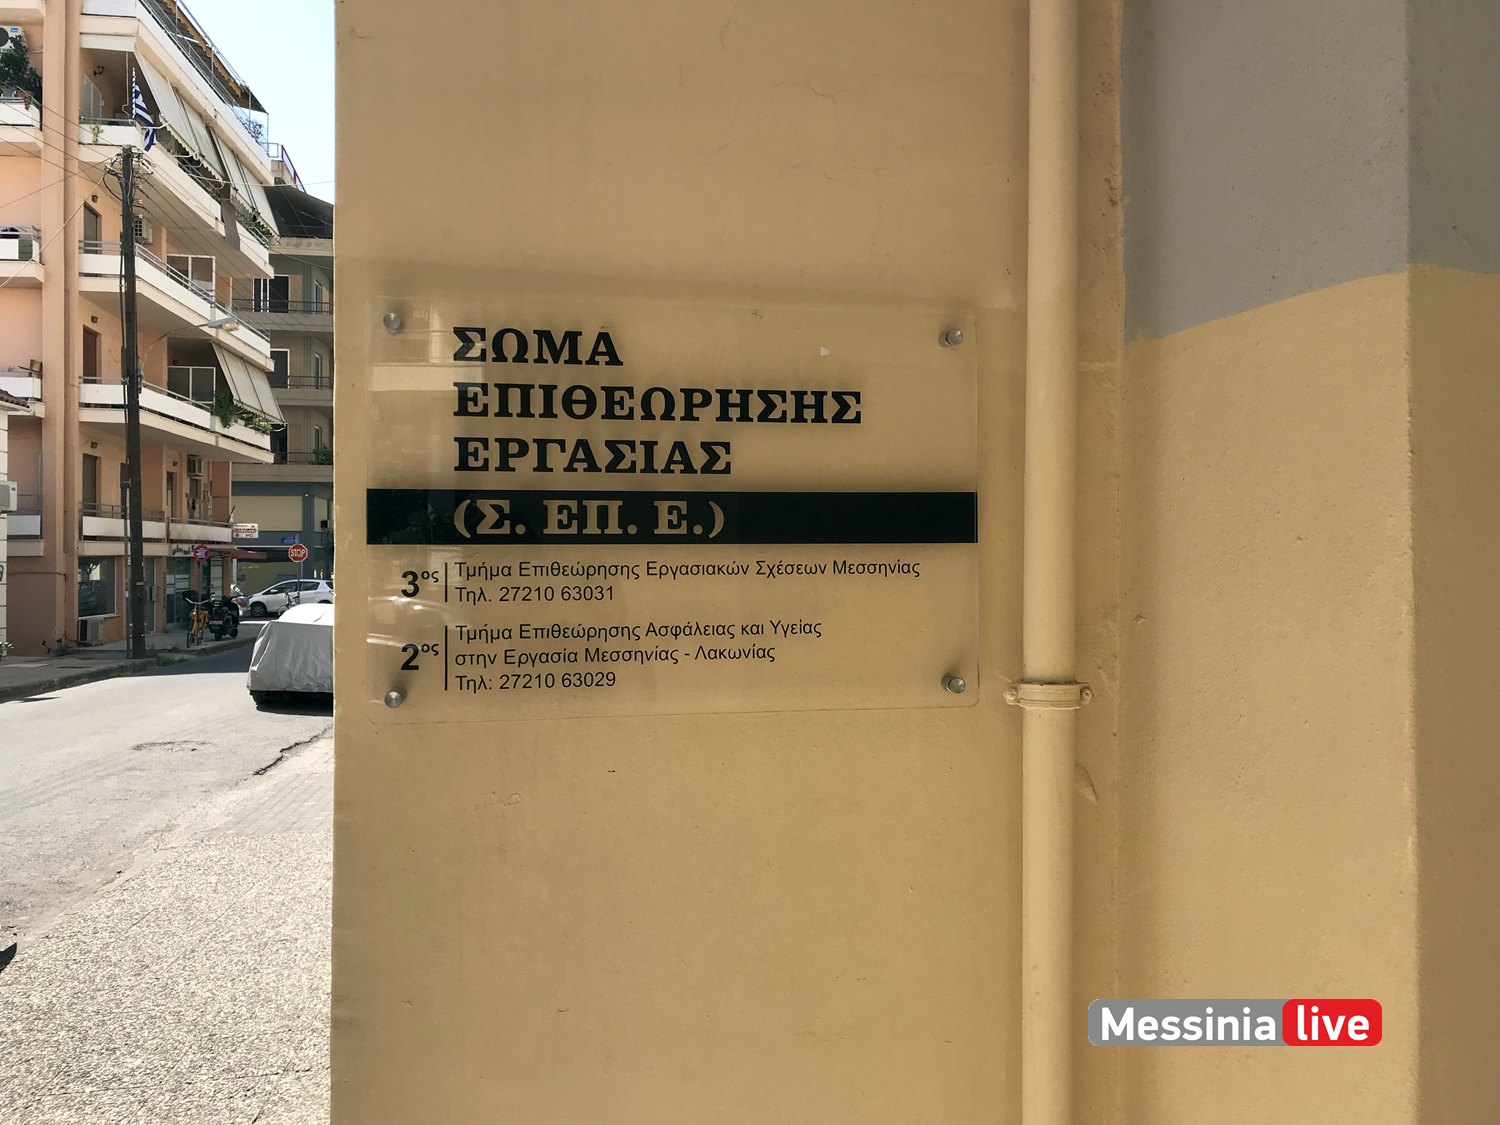 ΣΩΜΑ
ΕΠΙΘΕΩΡΗΣΗΣ
ΕΡΓΑΣΙΑΣ
(Σ. ΕΠ. Ε.)
3ος Τμήμα Επιθεώρησης Εργασιακών Σχέσεων Μεσσηνίας
Τηλ. 27210 63031
2ος Τμήμα Επιθεώρησης Ασφάλειας και Υγείας
στην Εργασία Μεσσηνίας - Λακωνίας
Τηλ: 27210 63029
STOP
Messinia live